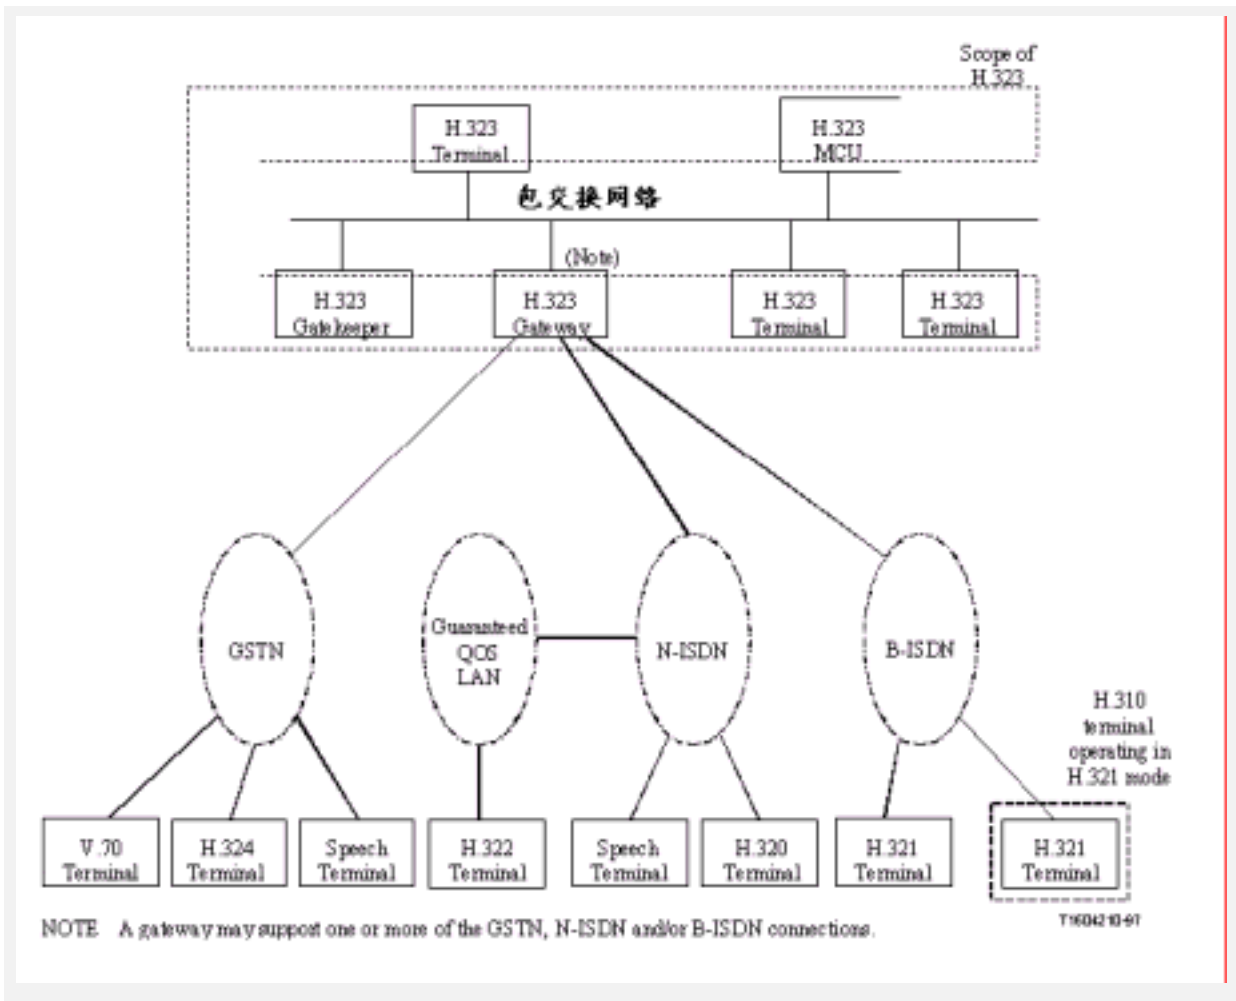 Scope of
H.323
H.323
Terminal
H.323
MCU
包交换网络
(Note)
H.323
Gatekeeper
H.323
Gateway
H.323
Terminal
H.323
Terminal
GSTN
Guaranteed
QOS
LAN
N-ISDN
B-ISDN
H.310
terminal
operating in
H.321 mode
V.70
Terminal
H.324
Terminal
Speech
Terminal
H.322
Terminal
Speech
Terminal
H.320
Terminal
H.321
Terminal
H.321
Terminal
T1604210-97
NOTE A gateway may support one or more of the GSTN, N-ISDN and/or B-ISDN connections.